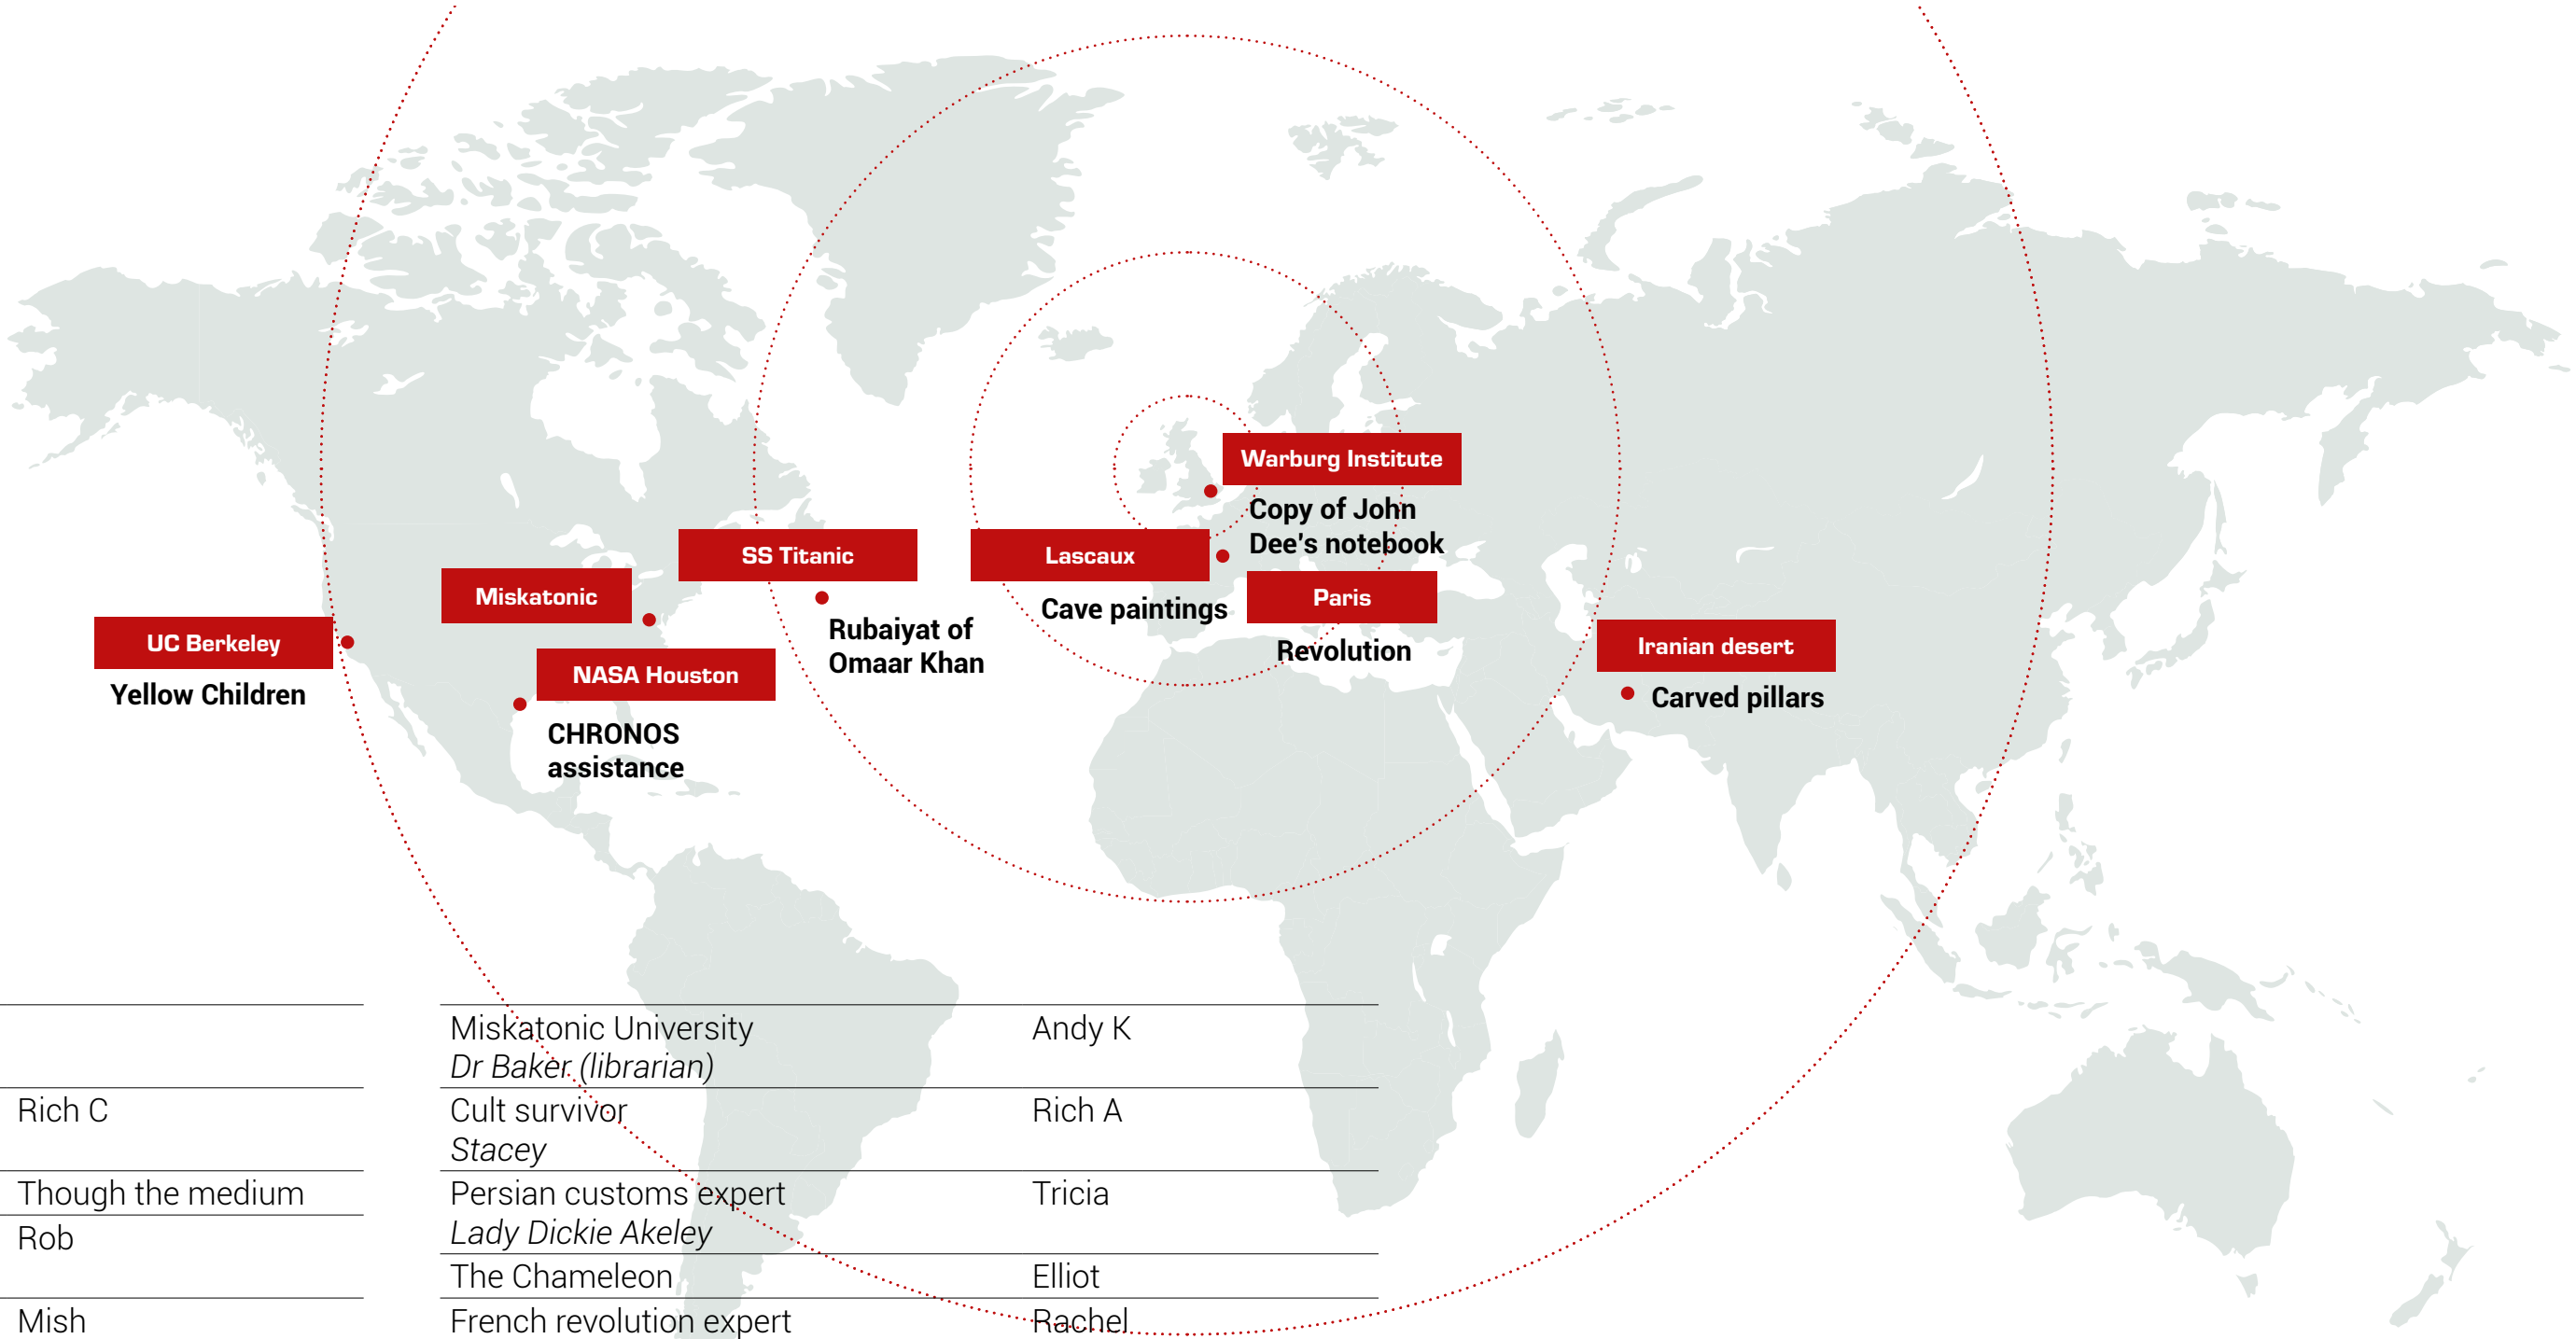 Warburg Institute
Copy of John
Dee's notebook
SS Titanic
Rubaiyat of
Omaar Khan
Lascaux
Cave paintings
Paris
Revolution
Miskatonic
UC Berkeley
Yellow Children
NASA Houston
CHRONOS
assistance
Iranian desert
Carved pillars
Rich C
Though the medium
Rob
Mish
Miskatonic University
Dr Baker (librarian)
Andy K
Cult survivor
Stacey
Rich A
Persian customs expert
Lady Dickie Akeley
Tricia
The Chameleon
Elliot
French revolution expert
Rachel